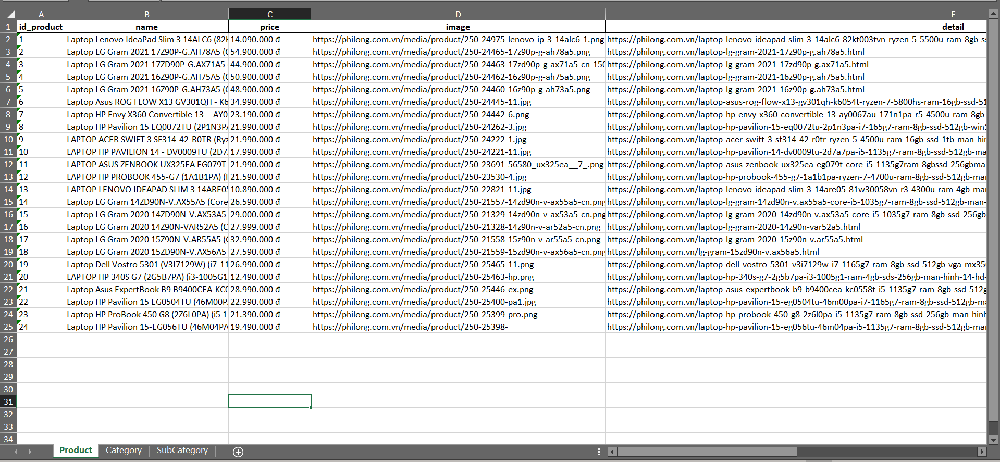 A B C D E
1 id_product name price image detail
2 1 Laptop Lenovo IdeaPad Slim 3 14ALC6 (82K 14.090.000 đ https://philong.com.vn/media/product/250-24975-lenovo-ip-3-14alc6-1.png https://philong.com.vn/laptop-lenovo-ideapad-slim-3-14alc6-82kt003tvn-ryzen-5-5500u-ram-8gb-ss
3 2 Laptop LG Gram 2021 17Z90P-G.AH78A5 (C 54.900.000 đ https://philong.com.vn/media/product/250-24465-17z90p-g-ah78a5.png https://philong.com.vn/laptop-lg-gram-2021-17z90p-g.ah78a5.html
4 3 Laptop LG Gram 2021 17ZD90P-G.AX71A5 ( 44.900.000 đ https://philong.com.vn/media/product/250-24463-17zd90p-g-ax71a5-cn-150 https://philong.com.vn/laptop-lg-gram-2021-17zd90p-g.ax71a5.html
5 4 Laptop LG Gram 2021 16Z90P-G.AH75A5 (C 50.900.000 đ https://philong.com.vn/media/product/250-24462-16z90p-g-ah75a5.png https://philong.com.vn/laptop-lg-gram-2021-16z90p-g.ah75a5.html
6 5 Laptop LG Gram 2021 16Z90P-G.AH73A5 (C 48.900.000 đ https://philong.com.vn/media/product/250-24460-16z90p-g-ah73a5.png https://philong.com.vn/laptop-lg-gram-2021-16z90p-g.ah73a5.html
7 6 Laptop Asus ROG FLOW X13 GV301QH - K6 34.990.000 đ https://philong.com.vn/media/product/250-24445-11.jpg https://philong.com.vn/laptop-asus-rog-flow-x13-gv301qh-k6054t-ryzen-7-5800hs-ram-16gb-ssd-51
8 7 Laptop HP Envy X360 Convertible 13 - AY0 23.190.000 đ https://philong.com.vn/media/product/250-24442-6.png https://philong.com.vn/laptop-hp-envy-x360-convertible-13-ay0067au-171n1pa-r5-4500u-ram-8gb-
9 8 Laptop HP Pavilion 15 EQ0072TU (2P1N3PA 21.990.000 đ https://philong.com.vn/media/product/250-24262-3.jpg https://philong.com.vn/laptop-hp-pavilion-15-eq0072tu-2p1n3pa-i7-165g7-ram-8gb-ssd-512gb-win1
10 9 LAPTOP ACER SWIFT 3 SF314-42-R0TR (Ryz 21.990.000 đ https://philong.com.vn/media/product/250-24222-1.jpg https://philong.com.vn/laptop-acer-swift-3-sf314-42-r0tr-ryzen-5-4500u-ram-16gb-ssd-1tb-man-hin
11 10 LAPTOP HP PAVILION 14 - DV0009TU (2D7A 17.990.000 đ https://philong.com.vn/media/product/250-24221-11.jpg https://philong.com.vn/laptop-hp-pavilion-14-dv0009tu-2d7a7pa-i5-1135g7-ram-8gb-ssd-512gb-ma
12 11 LAPTOP ASUS ZENBOOK UX325EA EG079T 21.990.000 đ https://philong.com.vn/media/product/250-23691-56580_ux325ea__7_.png https://philong.com.vn/laptop-asus-zenbook-ux325ea-eg079t-core-i5-1135g7ram-8gbssd-256gbmar
13 12 LAPTOP HP PROBOOK 455-G7 (1A1B1PA) (R 21.590.000 đ https://philong.com.vn/media/product/250-23530-4.jpg https://philong.com.vn/laptop-hp-probook-455-g7-1a1b1pa-ryzen-7-4700u-ram-8gb-ssd-512gb-mar
14 13 LAPTOP LENOVO IDEAPAD SLIM 3 14ARE05 10.890.000 đ https://philong.com.vn/media/product/250-22821-11.jpg https://philong.com.vn/laptop-lenovo-ideapad-slim-3-14are05-81w30058vn-r3-4300u-ram-4gb-mar
15 14 Laptop LG Gram 14ZD90N-V.AX55A5 (Core 26.590.000 đ https://philong.com.vn/media/product/250-21557-14zd90n-v-ax55a5-cn.png https://philong.com.vn/laptop-lg-gram-14zd90n-v.ax55a5-core-i5-1035g7-ram-8gb-ssd-512gb-man-
16 15 Laptop LG Gram 2020 14ZD90N-V.AX53A5 29.000.000 đ https://philong.com.vn/media/product/250-21329-14zd90n-v-ax53a5-cn.png https://philong.com.vn/laptop-lg-gram-2020-14zd90n-v.ax53a5-core-i5-1035g7-ram-8gb-ssd-256gb
17 16 Laptop LG Gram 2020 14Z90N-VAR52A5 (C 27.999.000 đ https://philong.com.vn/media/product/250-21328-14z90n-v-ar52a5-cn.png https://philong.com.vn/laptop-lg-gram-2020-14z90n-var52a5.html
18 17 Laptop LG Gram 2020 15Z90N-V.AR55A5 (C 32.990.000 đ https://philong.com.vn/media/product/250-21558-15z90n-v-ar55a5-cn.png https://philong.com.vn/laptop-lg-gram-2020-15z90n-v.ar55a5.html
19 18 Laptop LG Gram 2020 15ZD90N-V.AX56A5 27.590.000 đ https://philong.com.vn/media/product/250-21559-15zd90n-v-ax56a5-cn.png https://philong.com.vn/lg-gram-15zd90n-v.ax56a5.html
20 19 Laptop Dell Vostro 5301 (V3I7129W) (i7-11 26.990.000 đ https://philong.com.vn/media/product/250-25465-11.png https://philong.com.vn/laptop-dell-vostro-5301-v3i7129w-i7-1165g7-ram-8gb-ssd-512gb-vga-mx350
21 20 LAPTOP HP 340S G7 (2G5B7PA) (i3-1005G1 12.490.000 đ https://philong.com.vn/media/product/250-25463-hp.png https://philong.com.vn/laptop-hp-340s-g7-2g5b7pa-i3-1005g1-ram-4gb-sds-256gb-man-hinh-14-hd-
22 21 Laptop Asus ExpertBook B9 B9400CEA-KC0 28.990.000 đ https://philong.com.vn/media/product/250-25446-ex.png https://philong.com.vn/laptop-asus-expertbook-b9-b9400cea-kc0558t-i5-1135g7-ram-8gb-ssd-512g
23 22 Laptop HP Pavilion 15 EG0504TU (46M00PA 22.990.000 đ https://philong.com.vn/media/product/250-25400-pa1.jpg https://philong.com.vn/laptop-hp-pavilion-15-eg0504tu-46m00pa-i7-1165g7-ram-8gb-ssd-512gb-ma
24 23 Laptop HP ProBook 450 G8 (2Z6L0PA) (i5 1 21.390.000 đ https://philong.com.vn/media/product/250-25399-pro.png https://philong.com.vn/laptop-hp-probook-450-g8-2z6l0pa-i5-1135g7-ram-8gb-ssd-256gb-man-hinh
25 24 Laptop HP Pavilion 15-EG056TU (46M04PA 19.490.000 đ https://philong.com.vn/media/product/250-25398- https://philong.com.vn/laptop-hp-pavilion-15-eg056tu-46m04pa-i5-1135g7-ram-8gb-ssd-512gb-mar
26
27
28
29
30
31
32
33
34
Product Category SubCategory